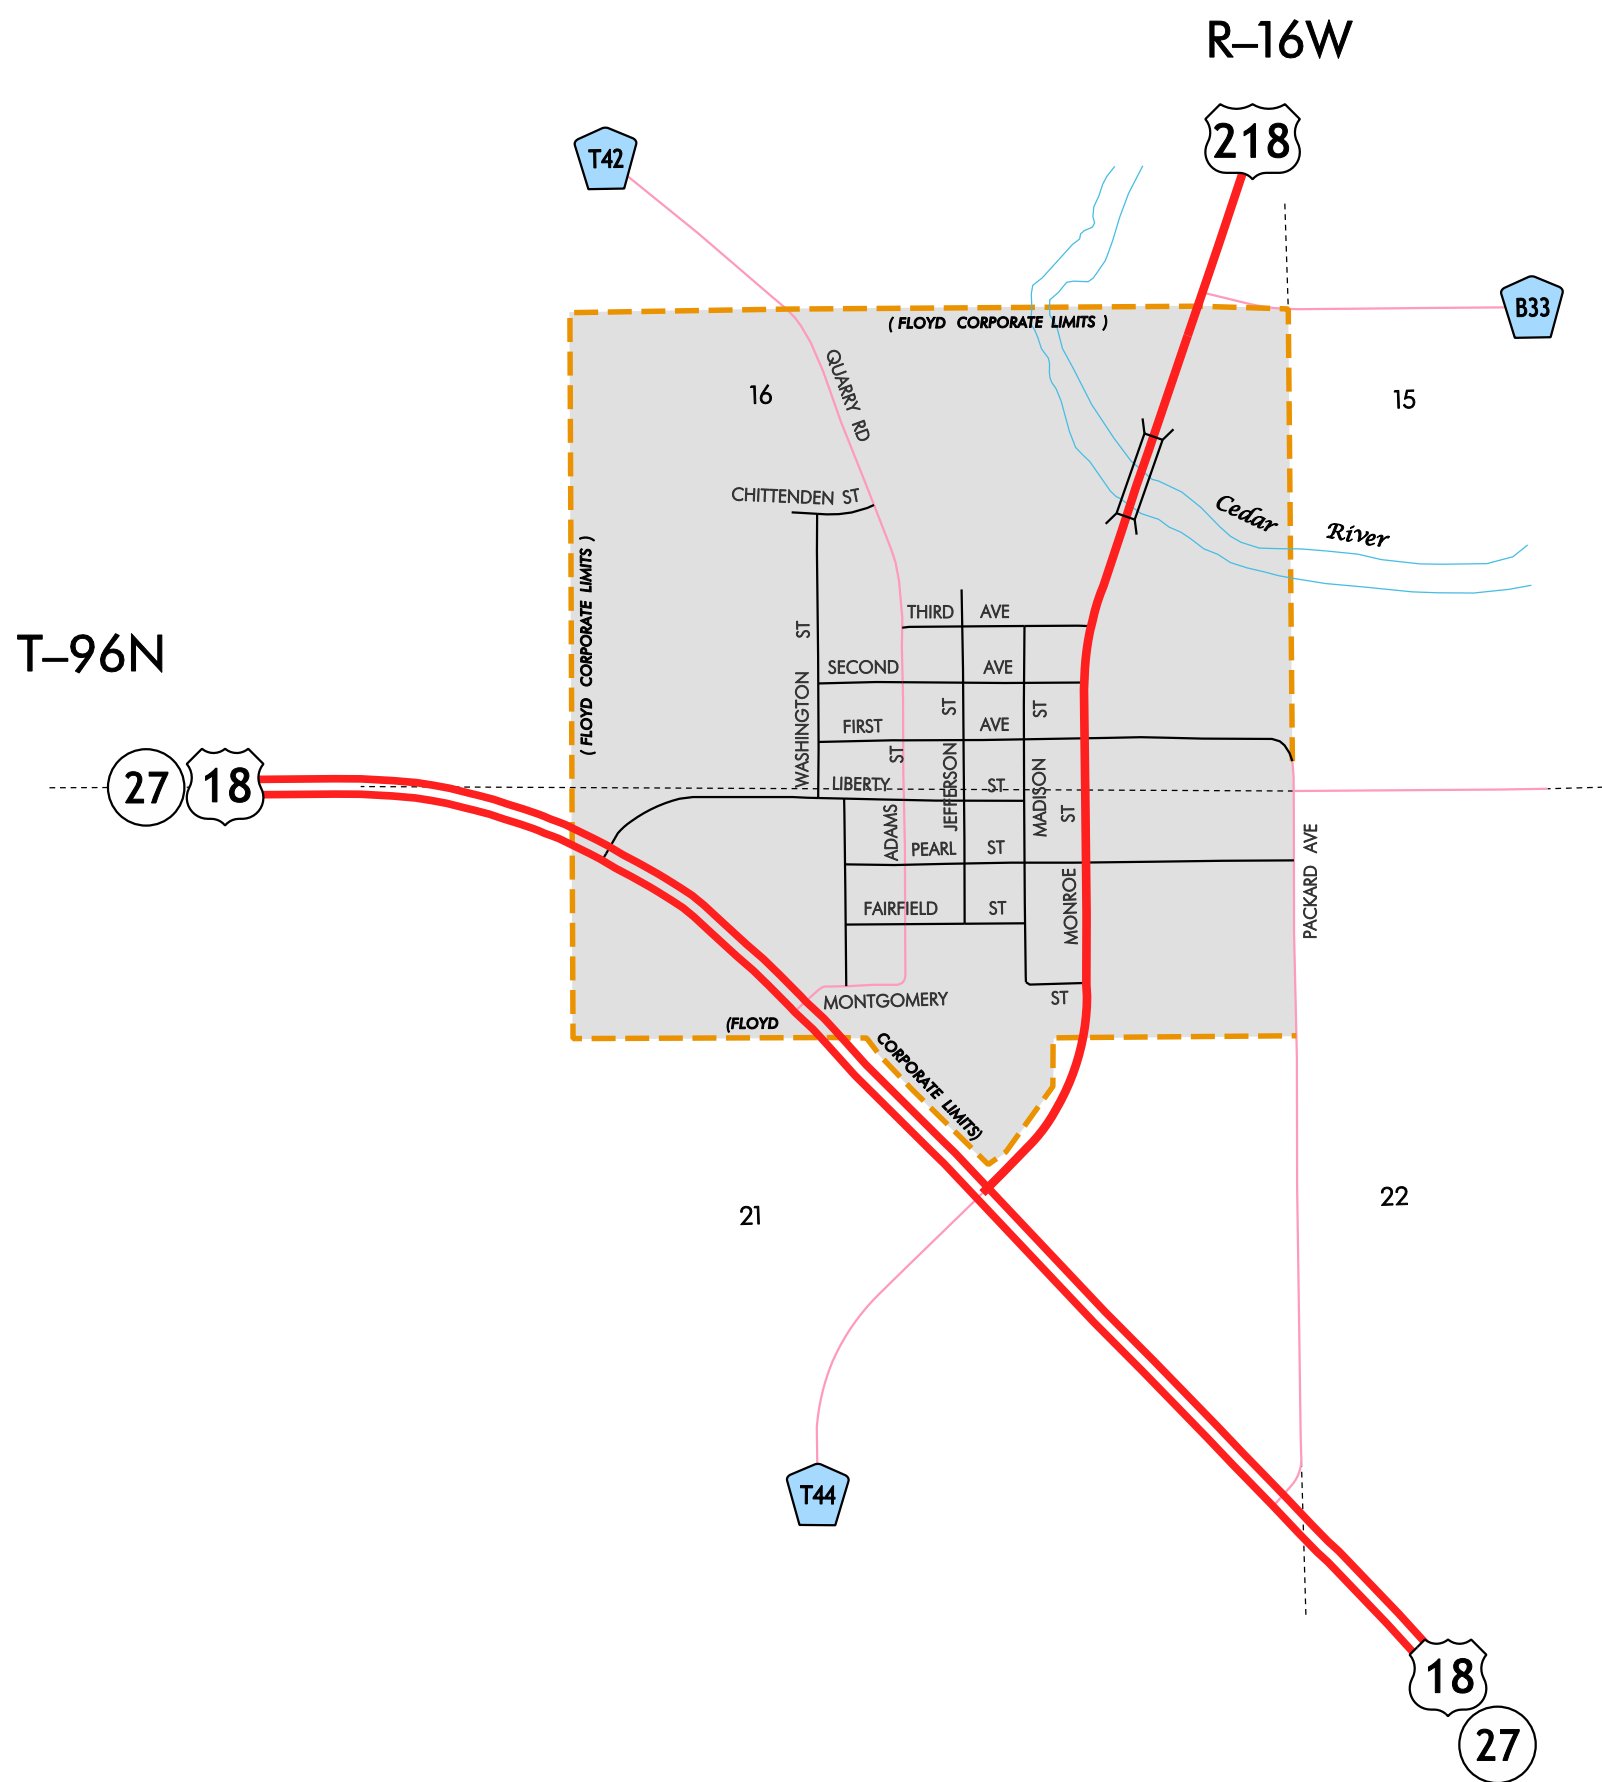 R–16W
218
T42
B33
( FLOYD CORPORATE LIMITS )
QUARRY RD
16
15
CHITTENDEN ST
Cedar River
( FLOYD CORPORATE LIMITS )
THIRD AVE
T–96N
SECOND AVE
WASHINGTON ST
FIRST AVE
JEFFERSON ST
MADISON ST
ADAMS ST
27
18
LIBERTY ST
MONROE ST
PEARL ST
PACKARD AVE
FAIRFIELD ST
MONTGOMERY ST
(FLOYD CORPORATE LIMITS)
21
22
T44
18
27